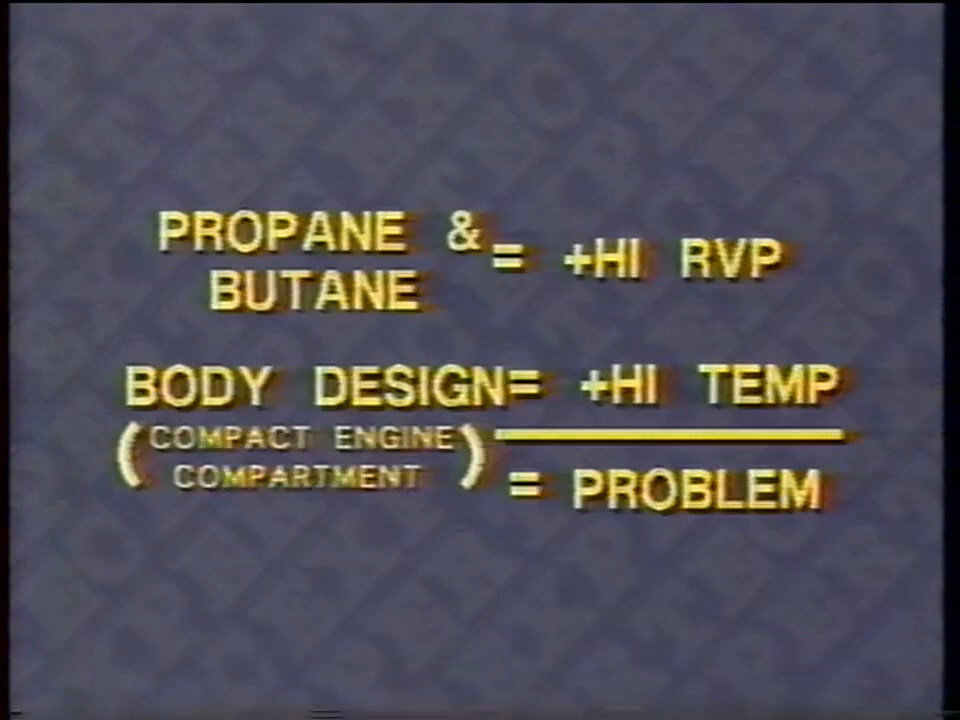 PROPANE & = +HI RVP
BUTANE
BODY DESIGN= +HI TEMP
(COMPACT ENGINE
COMPARTMENT)
= PROBLEM